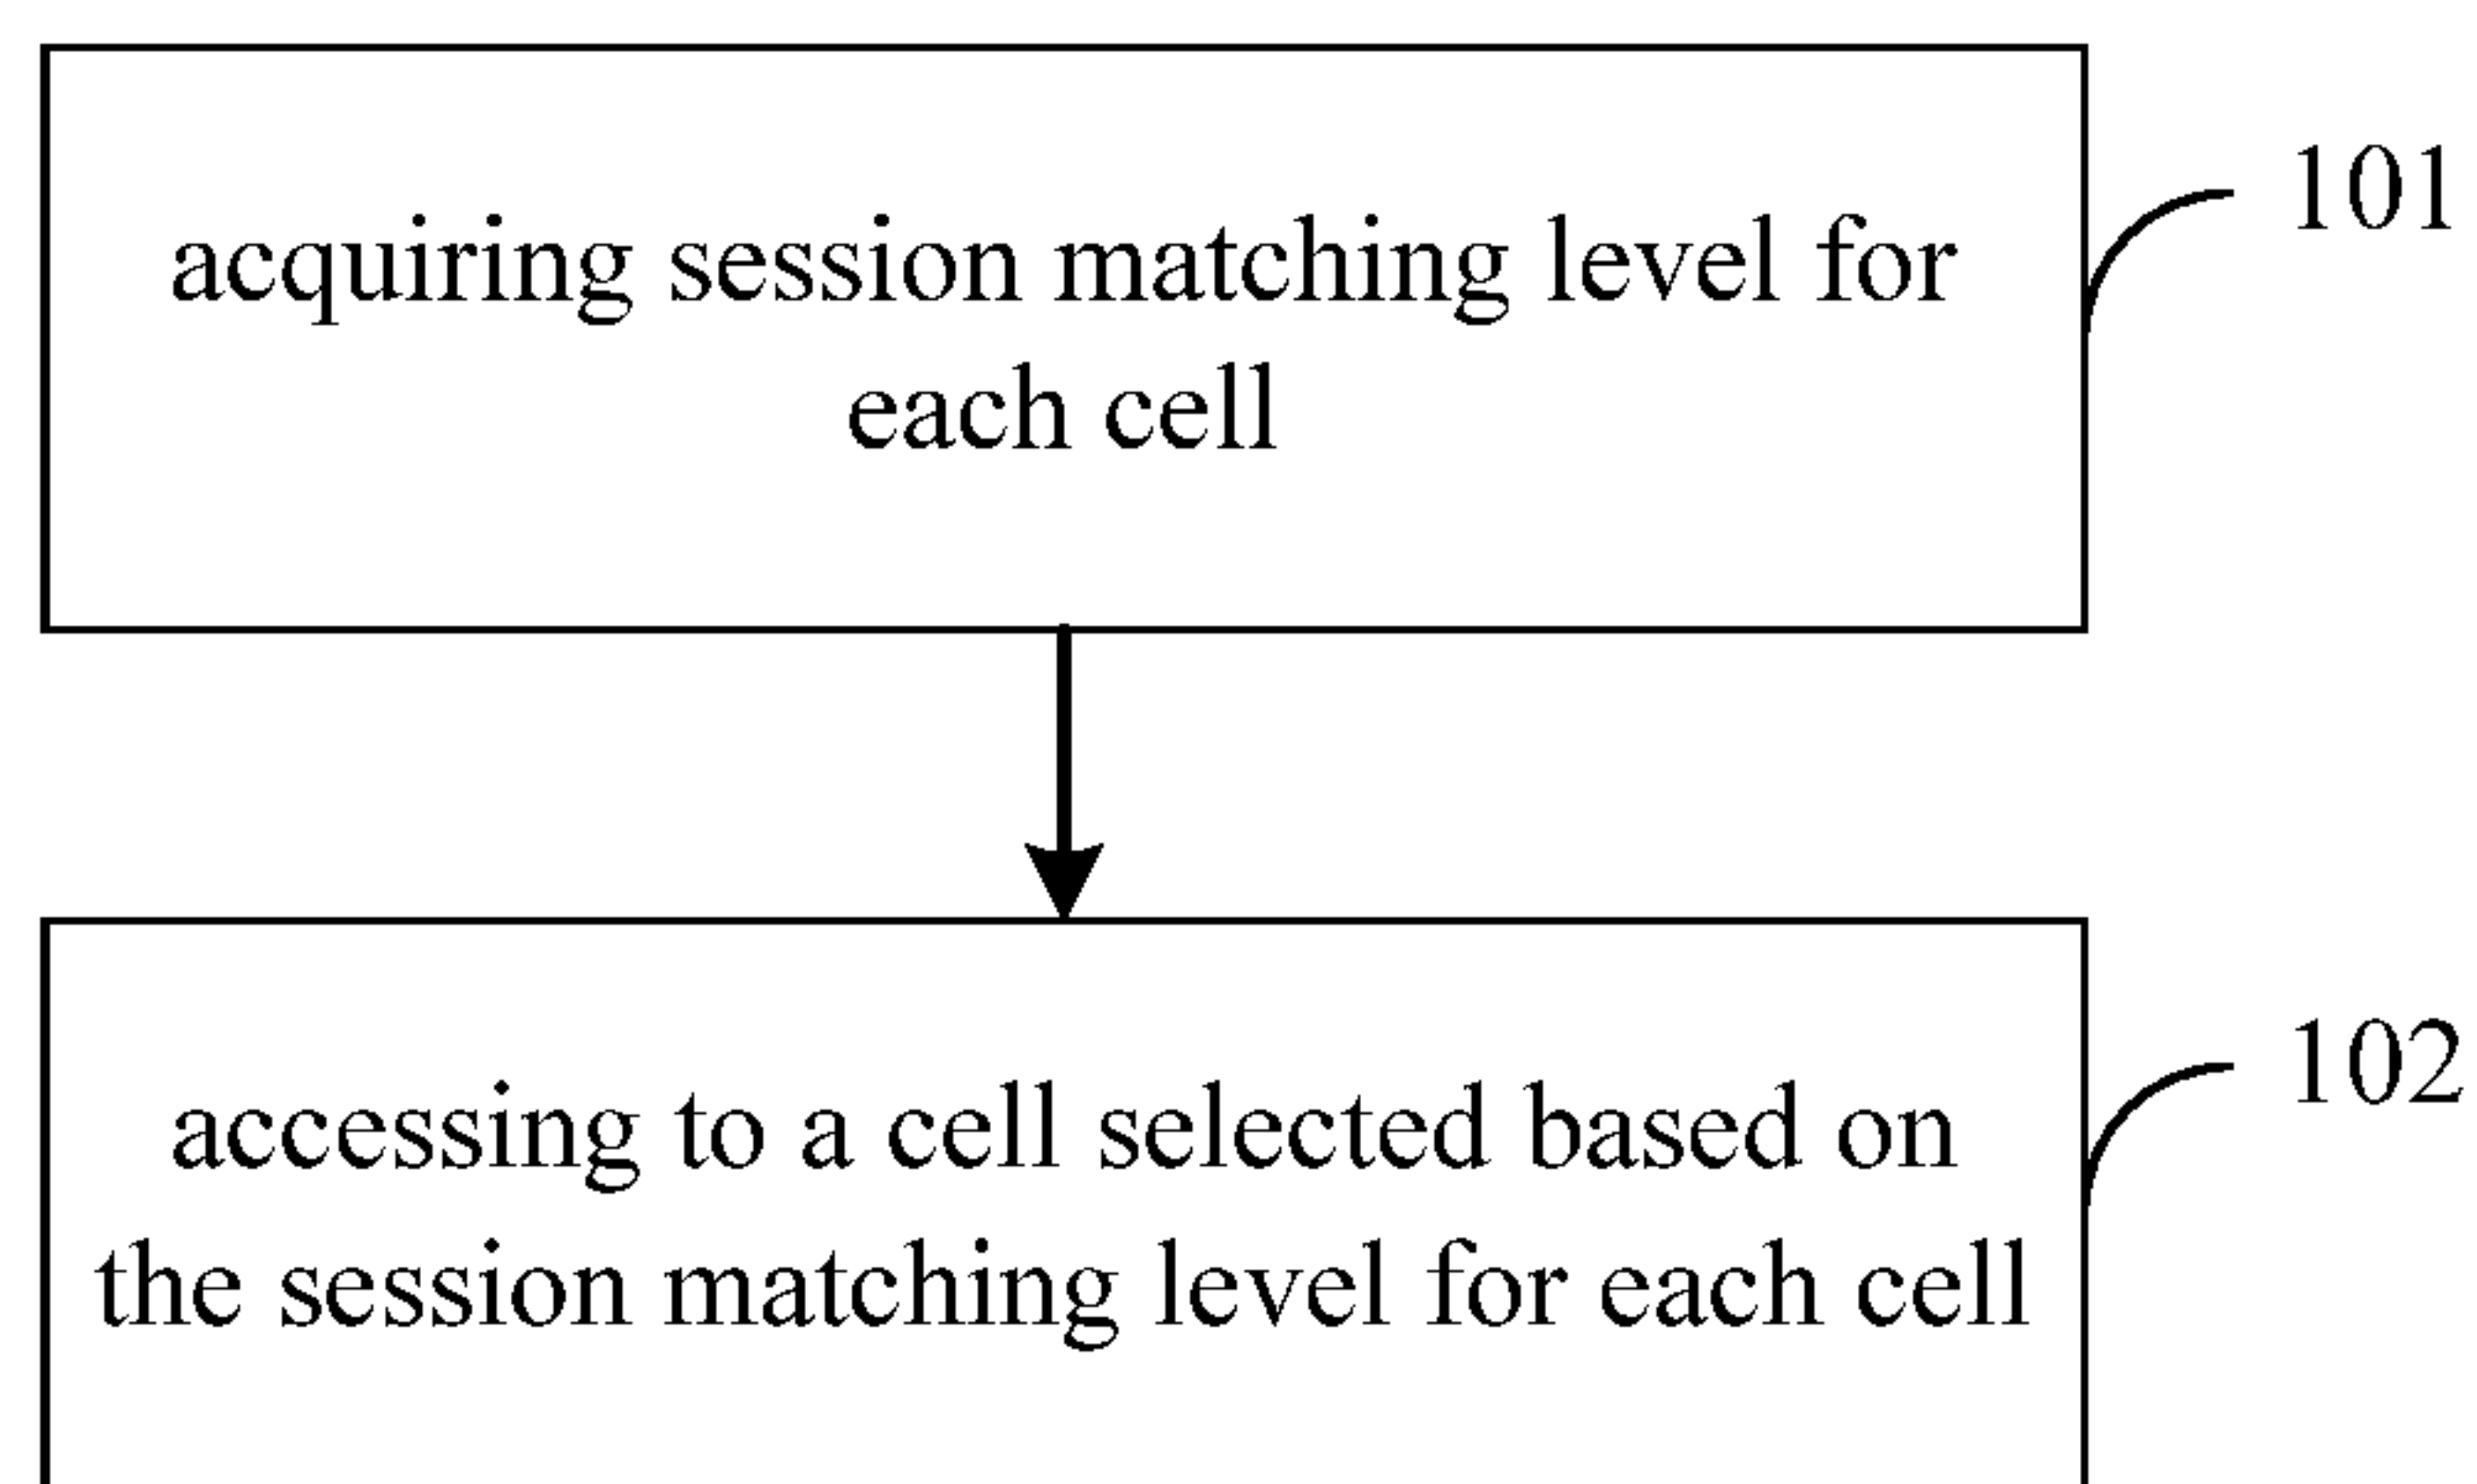 acquiring session matching level for
each cell
101
accessing to a cell selected based on
the session matching level for each cell
102